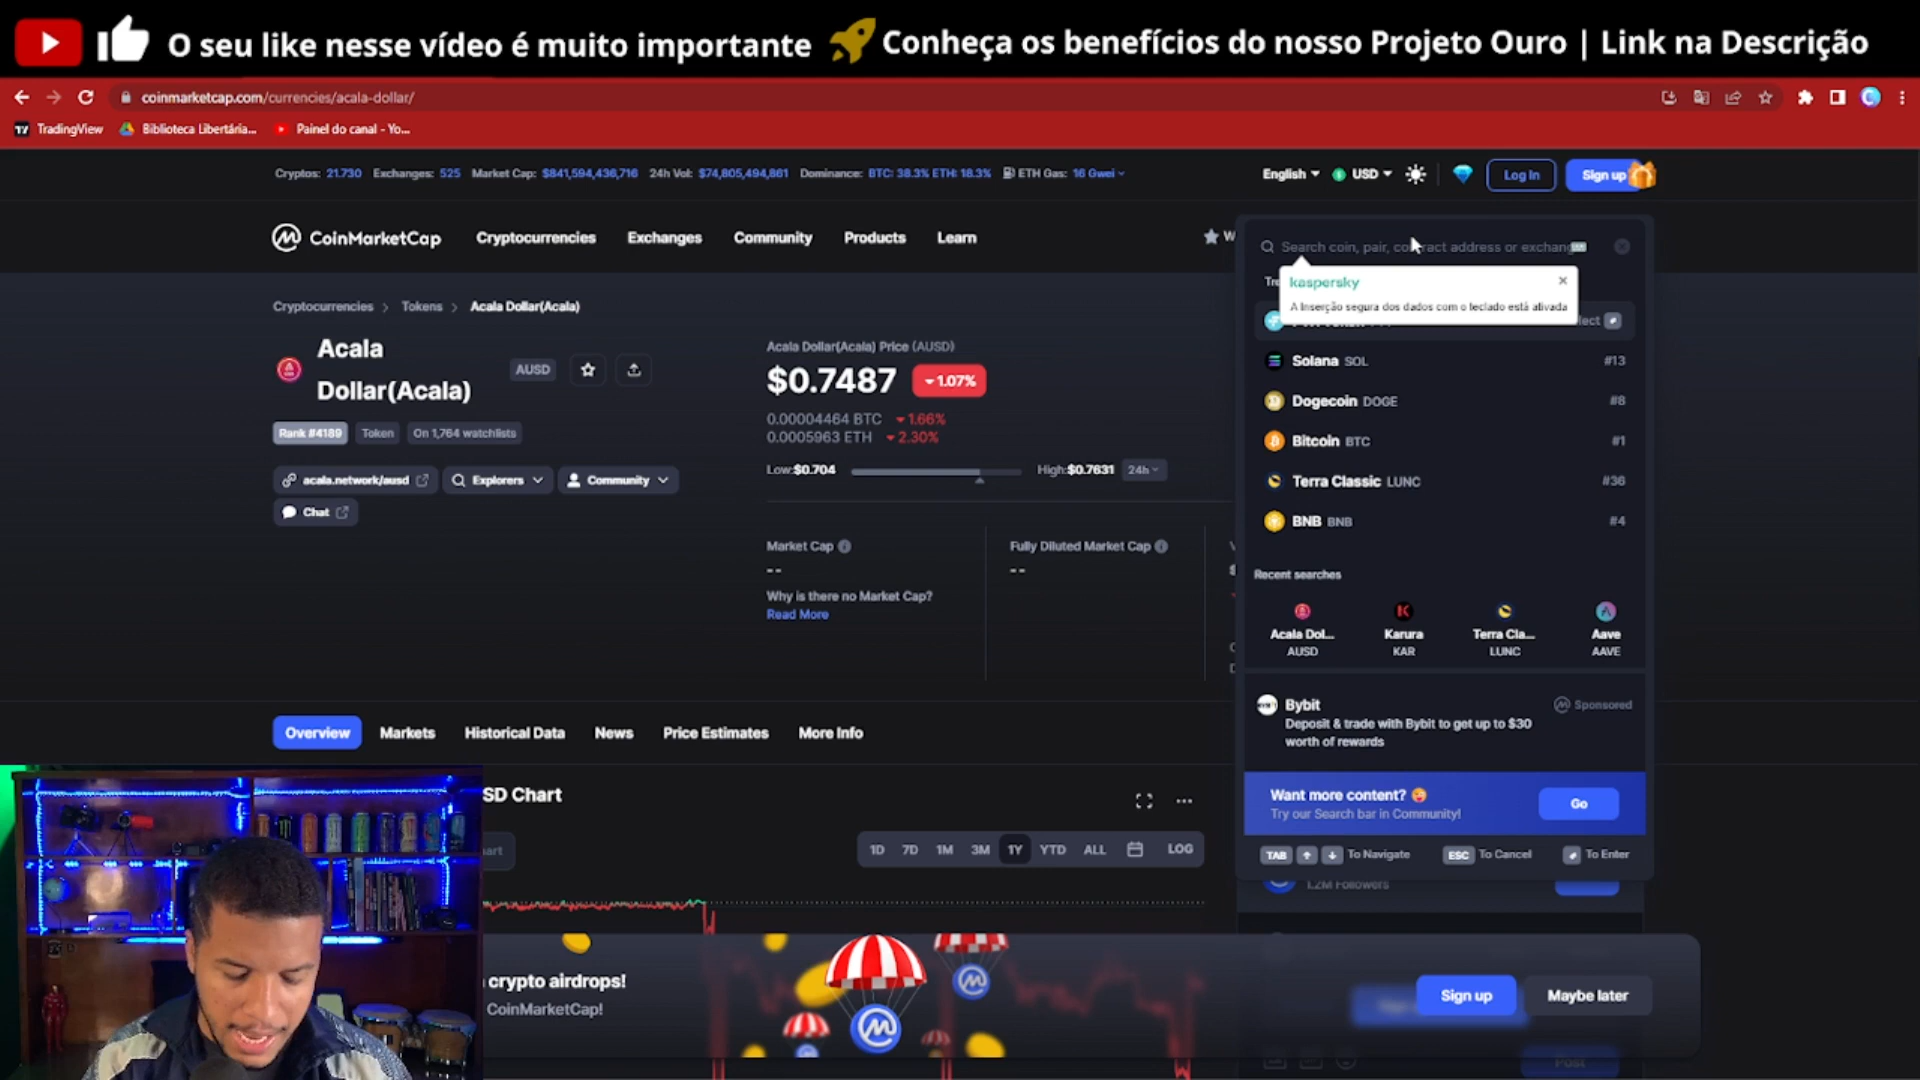 O seu like nesse vídeo é muito importante
Conheça os benefícios do nosso Projeto Ouro | Link na Descrição
coinmarketcap.com/currencies/acala-dollar/
TradingView
Biblioteca Libertária...
Painel do canal - Yo...
Cryptos: 21.730 Exchanges: 525 Market Cap: $841,594,436,716 24h Vol: $74,805,494,861 Dominance: BTC: 38.3% ETH: 18.3% ETH Gas: 16 Gwei
English
USD
Log In
Sign up
CoinMarketCap
Cryptocurrencies
Exchanges
Community
Products
Learn
Search coin, pair, contract address or exchang
kaspersky
A Inserção segura dos dados com o teclado está ativada
Cryptocurrencies > Tokens > Acala Dollar(Acala)
Acala
Dollar(Acala)
AUSD
Rank #4189
Token
On 1,764 watchlists
acala.network/ausd
Explorers
Community
Chat
Acala Dollar(Acala) Price (AUSD)
$0.7487
1.07%
0.00004464 BTC 1.66%
0.0005963 ETH 2.30%
Low:$0.704
High:$0.7631
24h
Market Cap
--
Why is there no Market Cap?
Read More
Fully Diluted Market Cap
--
Solana SOL #13
Dogecoin DOGE #8
Bitcoin BTC #1
Terra Classic LUNC #36
BNB BNB #4
Recent searches
Acala Dol...
AUSD
Karura
KAR
Terra Cla...
LUNC
Aave
AAVE
Bybit
Sponsored
Deposit & trade with Bybit to get up to $30
worth of rewards
Want more content?
Try our Search bar in Community!
Go
TAB To Navigate
ESC To Cancel
To Enter
1.2M Followers
Overview
Markets
Historical Data
News
Price Estimates
More Info
SD Chart
1D 7D 1M 3M 1Y YTD ALL LOG
crypto airdrops!
CoinMarketCap!
Sign up
Maybe later
Post